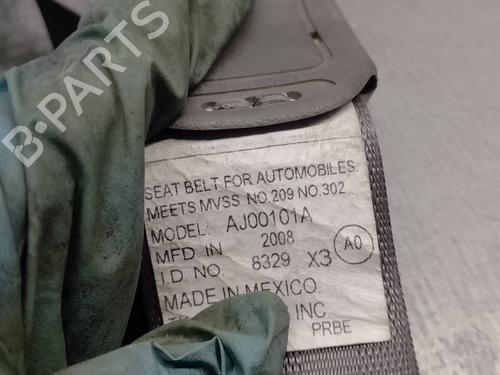 B-PARTS
SEAT BELT FOR AUTOMOBILES
MEETS MVSS NO.209 NO.302
MODEL: AJ00101A
MFD. IN 2008 A0
I.D. NO. 8329 X3
MADE IN MEXICO
INC.
PRBE